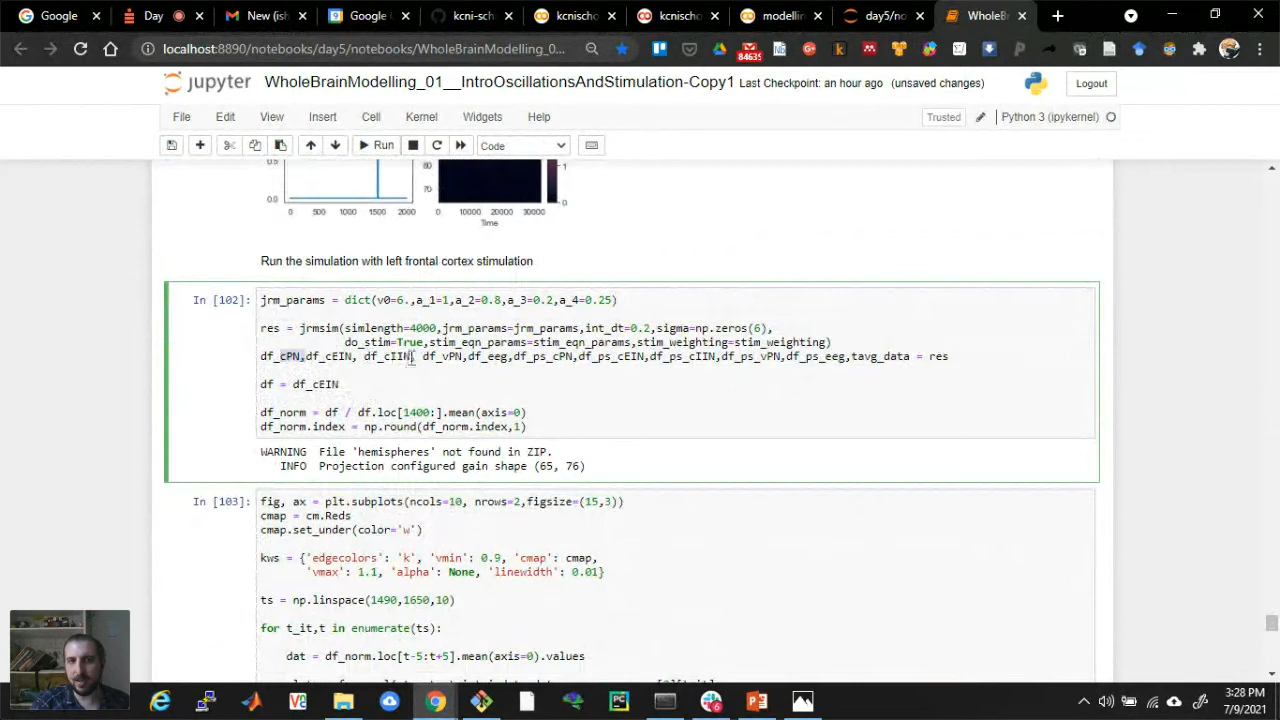 Google
Day
New (ish
Google
kcni-sch
kcnischo
kcnischo
modellin
day5/no
WholeB
localhost:8890/notebooks/day5/notebooks/WholeBrainModelling_0...
84635
jupyter
WholeBrainModelling_01__IntroOscillationsAndStimulation-Copy1 Last Checkpoint: an hour ago (unsaved changes)
Logout
File Edit View Insert Cell Kernel Widgets Help
Trusted
Python 3 (ipykernel)
Run
Code
0.5
80
1
70
0.0
0
0 500 1000 1500 2000
0 10000 20000 30000
Time
Run the simulation with left frontal cortex stimulation
In [102]:
jrm_params = dict(v0=6.,a_1=1,a_2=0.8,a_3=0.2,a_4=0.25)
res = jrmsim(simlength=4000,jrm_params=jrm_params,int_dt=0.2,sigma=np.zeros(6),
do_stim=True,stim_eqn_params=stim_eqn_params,stim_weighting=stim_weighting)
df_cPN,df_cEIN, df_cIIN, df_vPN,df_eeg,df_ps_cPN,df_ps_cEIN,df_ps_cIIN,df_ps_vPN,df_ps_eeg,tavg_data = res
df = df_cEIN
df_norm = df / df.loc[1400:].mean(axis=0)
df_norm.index = np.round(df_norm.index,1)
WARNING File 'hemispheres' not found in ZIP.
INFO Projection configured gain shape (65, 76)
In [103]:
fig, ax = plt.subplots(ncols=10, nrows=2,figsize=(15,3))
cmap = cm.Reds
cmap.set_under(color='w')
kws = {'edgecolors': 'k', 'vmin': 0.9, 'cmap': cmap,
'vmax': 1.1, 'alpha': None, 'linewidth': 0.01}
ts = np.linspace(1490,1650,10)
for t_it,t in enumerate(ts):
dat = df_norm.loc[t-5:t+5].mean(axis=0).values
3:28 PM
7/9/2021